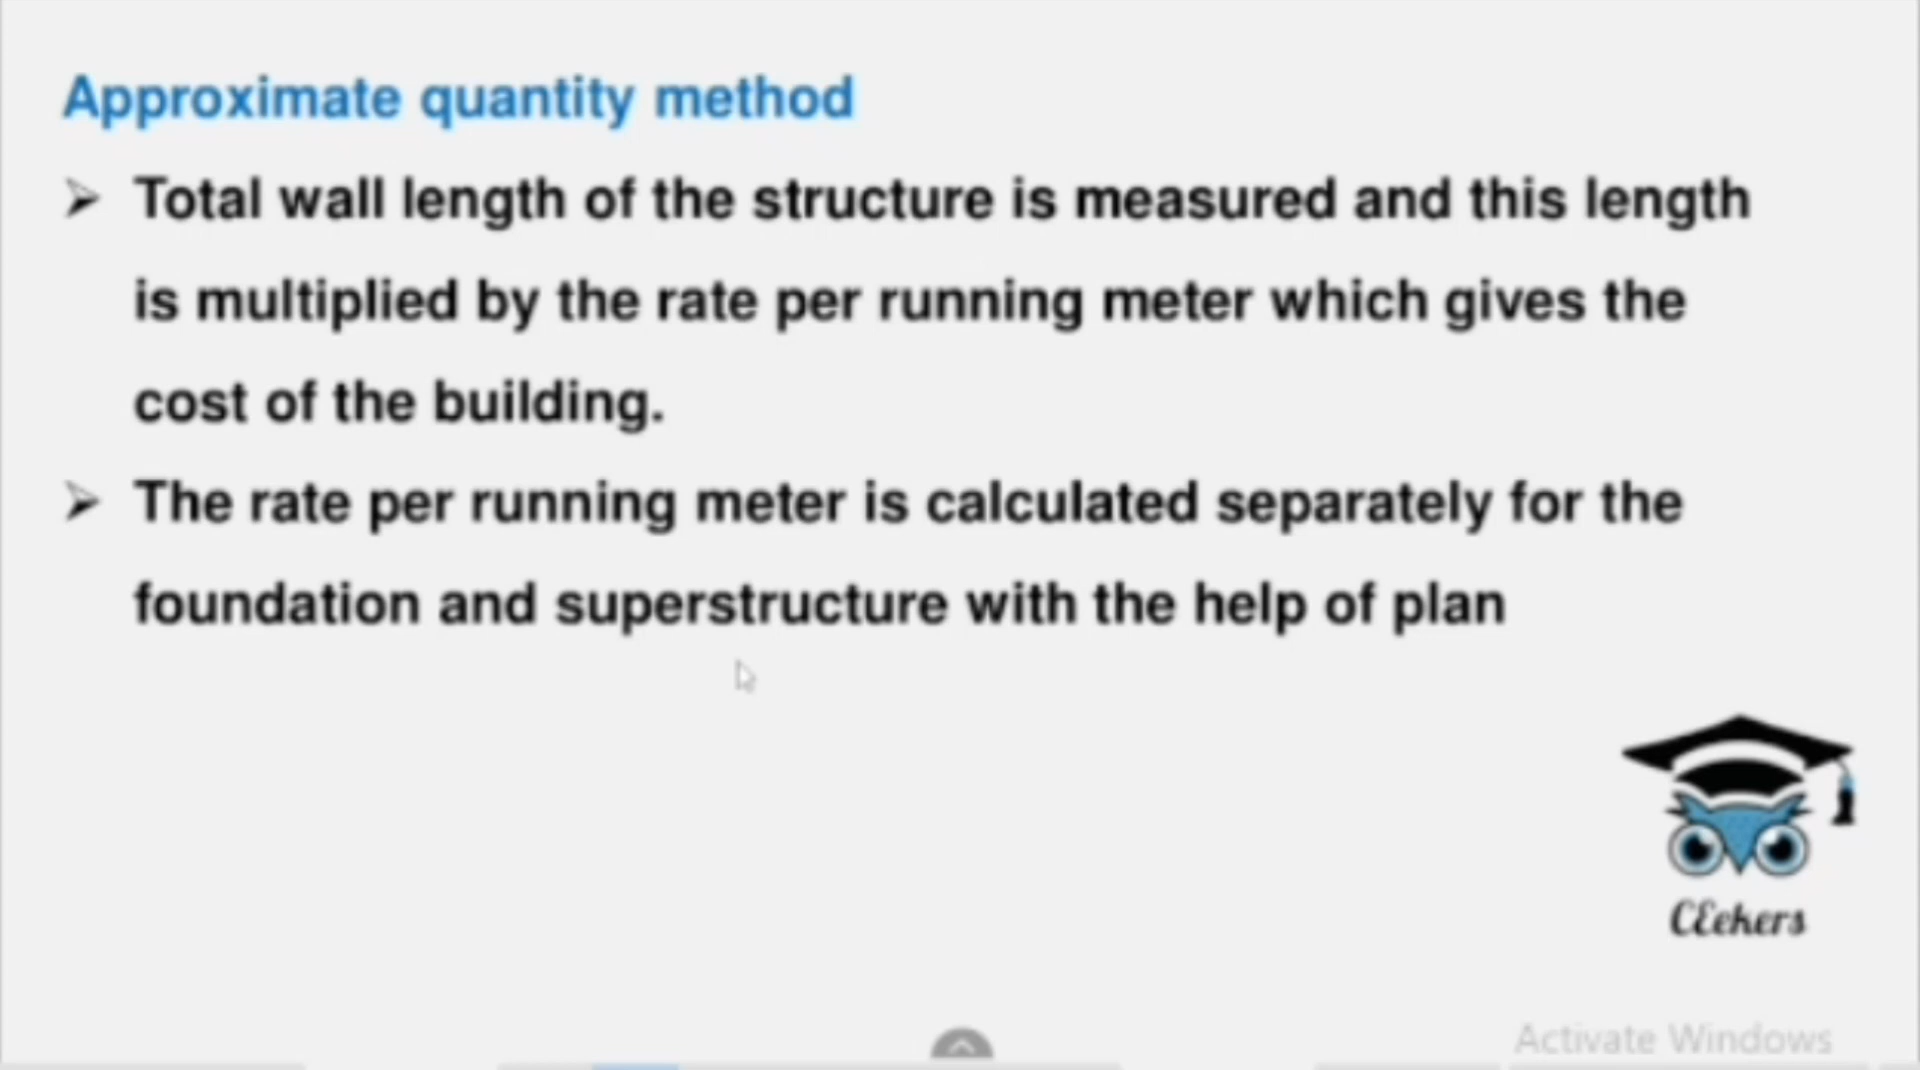 Approximate quantity method
➢ Total wall length of the structure is measured and this length
is multiplied by the rate per running meter which gives the
cost of the building.
➢ The rate per running meter is calculated separately for the
foundation and superstructure with the help of plan
CEekers
Activate Windows